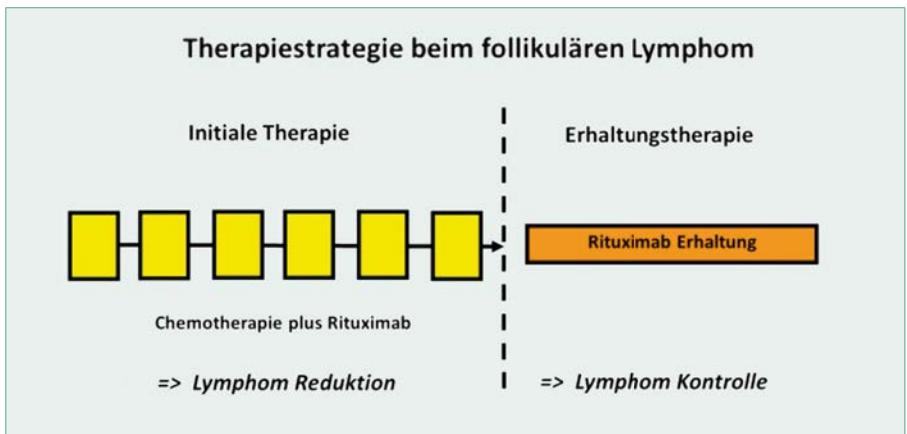 Therapiestrategie beim follikulären Lymphom
Initiale Therapie
Erhaltungstherapie
Rituximab Erhaltung
Chemotherapie plus Rituximab
=> Lymphom Reduktion
=> Lymphom Kontrolle